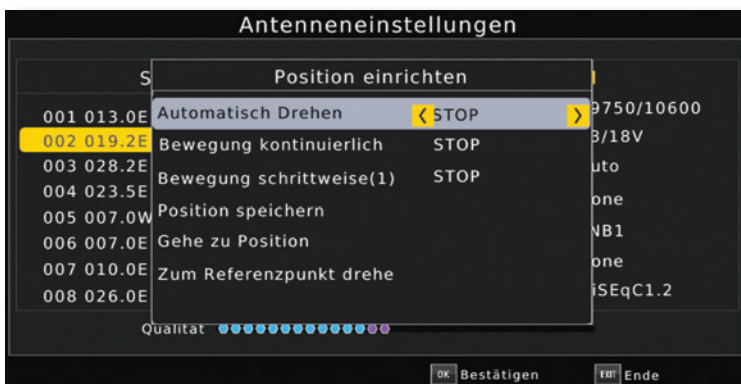 Antenneneinstellungen
S
Position einrichten
001 013.0E
Automatisch Drehen
STOP
9750/10600
002 019.2E
Bewegung kontinuierlich
STOP
/18V
003 028.2E
Bewegung schrittweise(1)
STOP
uto
004 023.5E
Position speichern
one
005 007.0W
NB1
006 007.0E
Gehe zu Position
007 010.0E
Zum Referenzpunkt drehe
one
008 026.0E
iSEqC1.2
Qualität
OK Bestätigen
EXIT Ende